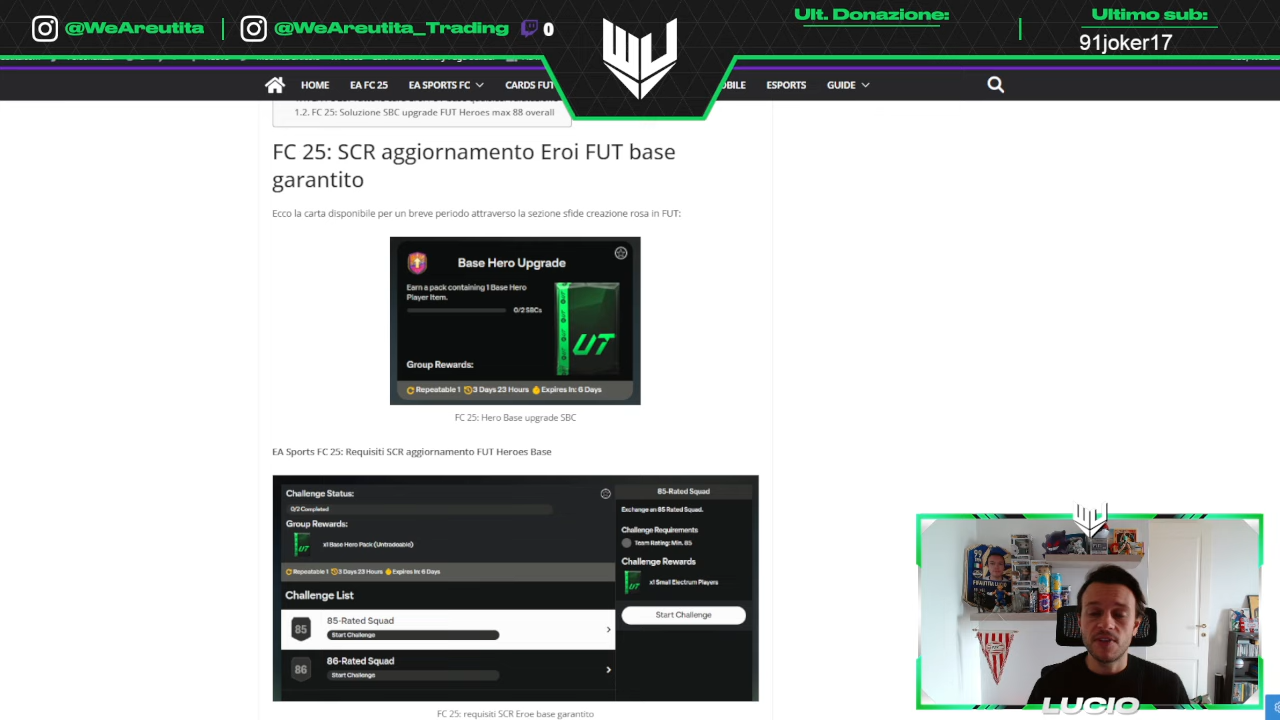 @WeAreutita
@WeAreutita_Trading
0
Ult. Donazione:
Ultimo sub:
91joker17
HOME
EA FC 25
EA SPORTS FC
CARDS FUT
ESPORTS
GUIDE
1.2. FC 25: Soluzione SBC upgrade FUT Heroes max 88 overall
FC 25: SCR aggiornamento Eroi FUT base
garantito
Ecco la carta disponibile per un breve periodo attraverso la sezione sfide creazione rosa in FUT:
Base Hero Upgrade
Earn a pack containing 1 Base Hero
Player Item.
0/2 SBCs
UT
Group Rewards:
Repeatable 1 3 Days 23 Hours Expires In: 6 Days
FC 25: Hero Base upgrade SBC
EA Sports FC 25: Requisiti SCR aggiornamento FUT Heroes Base
Challenge Status:
0/2 Completed
Group Rewards:
UT
x1 Base Hero Pack (Untradeable)
Repeatable 1 3 Days 23 Hours Expires In: 6 Days
Challenge List
85
85-Rated Squad
Start Challenge
86
86-Rated Squad
Start Challenge
85-Rated Squad
Exchange an 85 Rated Squad.
Challenge Requirements
Team Rating: Min. 85
Challenge Rewards
UT
x1 Small Electrum Players
Start Challenge
FC 25: requisiti SCR Eroe base garantito
LUCIO